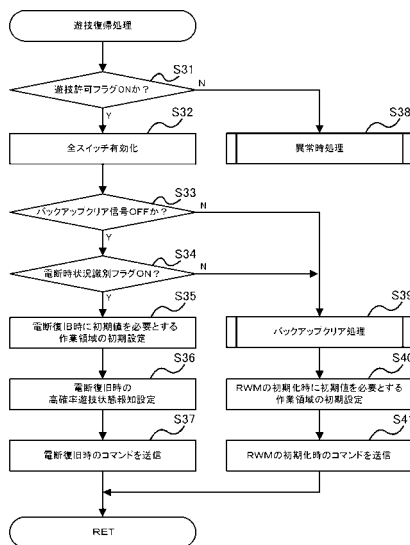 遊技復帰処理
S31
遊技許可フラグONか？
N
Y
S32
全スイッチ有効化
S38
異常時処理
S33
バックアップクリア信号OFFか？
N
Y
S34
電断時状況識別フラグON？
N
Y
S35
電断復旧時に初期値を必要とする
作業領域の初期設定
S39
バックアップクリア処理
S36
電断復旧時の
高確率遊技状態報知設定
S40
RWMの初期化時に初期値を必要とする
作業領域の初期設定
S37
電断復旧時のコマンドを送信
S41
RWMの初期化時のコマンドを送信
RET